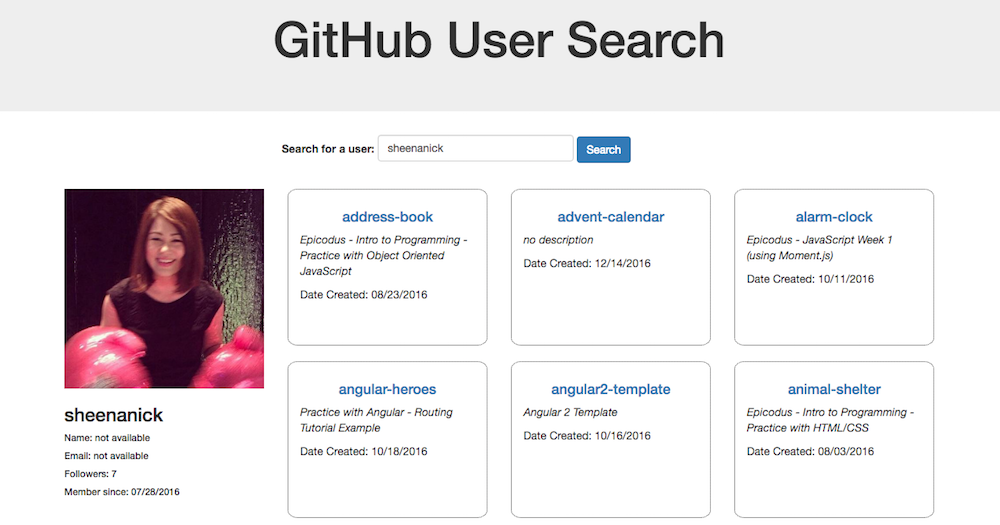 GitHub User Search
Search for a user: sheenanick Search
sheenanick
Name: not available
Email: not available
Followers: 7
Member since: 07/28/2016
address-book
Epicodus - Intro to Programming -
Practice with Object Oriented
JavaScript
Date Created: 08/23/2016
advent-calendar
no description
Date Created: 12/14/2016
alarm-clock
Epicodus - JavaScript Week 1
(using Moment.js)
Date Created: 10/11/2016
angular-heroes
Practice with Angular - Routing
Tutorial Example
Date Created: 10/18/2016
angular2-template
Angular 2 Template
Date Created: 10/16/2016
animal-shelter
Epicodus - Intro to Programming -
Practice with HTML/CSS
Date Created: 08/03/2016